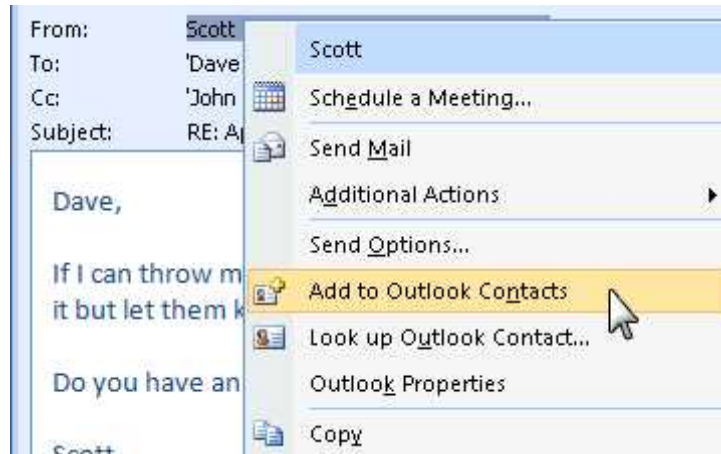 From: Scott
To: 'Dave
Cc: 'John
Subject: RE: A
Scott
Schedule a Meeting...
Send Mail
Additional Actions
Send Options...
Add to Outlook Contacts
Look up Outlook Contact...
Outlook Properties
Copy
Dave,
If I can throw m
it but let them k
Do you have an
Scott